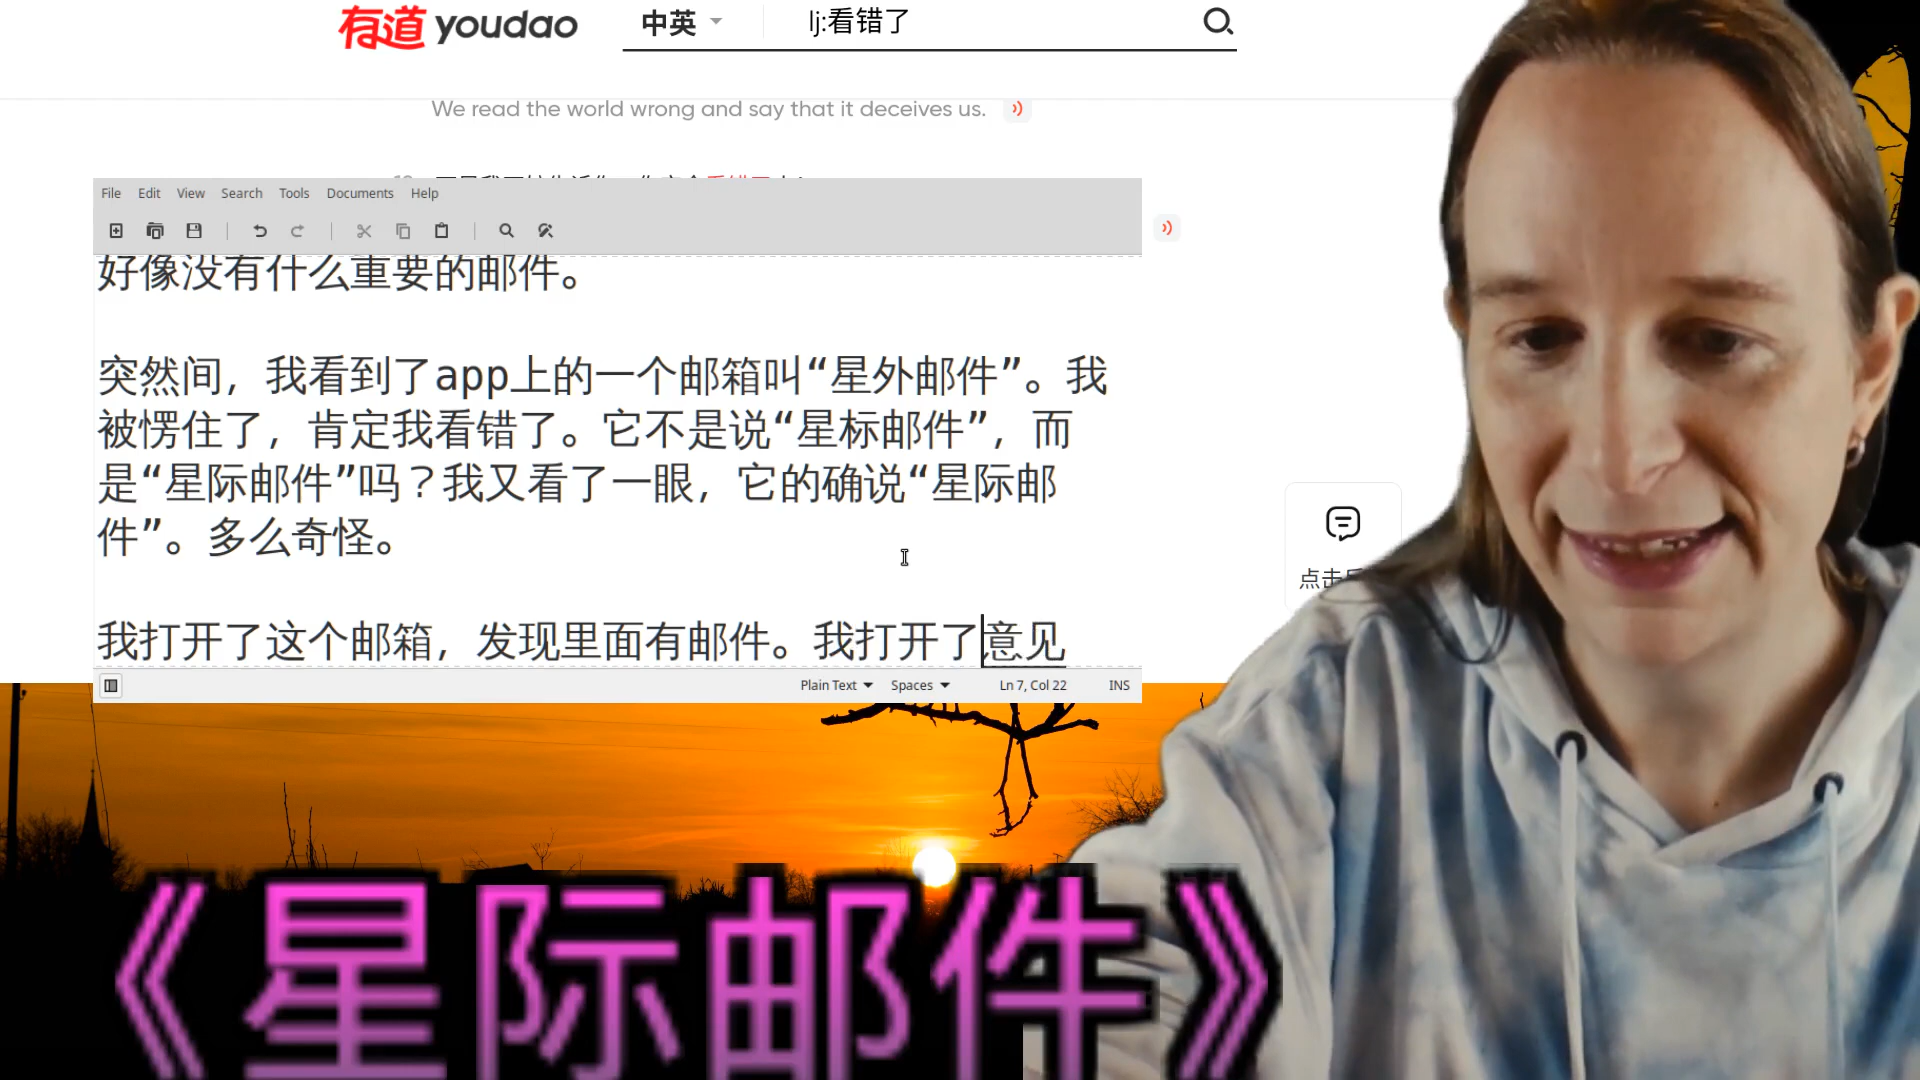 有道 youdao
中英
lj:看错了
We read the world wrong and say that it deceives us.
File Edit View Search Tools Documents Help
好像没有什么重要的邮件。
突然间，我看到了app上的一个邮箱叫“星外邮件”。我
被愣住了，肯定我看错了。它不是说“星标邮件”，而
是“星际邮件”吗？我又看了一眼，它的确说“星际邮
件”。多么奇怪。
我打开了这个邮箱，发现里面有邮件。我打开了意见
点击
Plain Text Spaces Ln 7, Col 22 INS
《星际邮件》